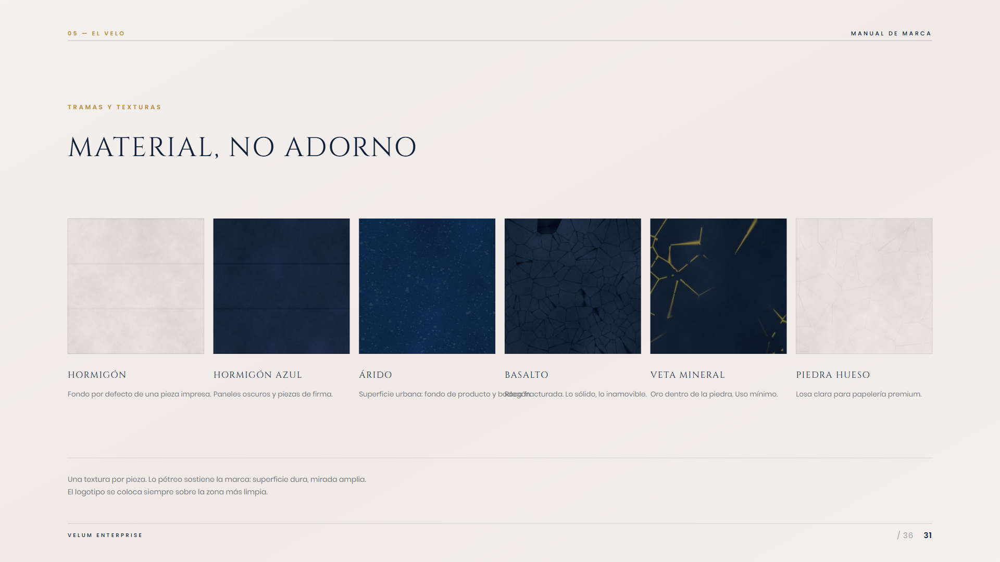 05 — EL VELO
MANUAL DE MARCA
TRAMAS Y TEXTURAS
MATERIAL, NO ADORNO
HORMIGÓN
Fondo por defecto de una pieza impresa.
HORMIGÓN AZUL
Paneles oscuros y piezas de firma.
ÁRIDO
Superficie urbana: fondo de producto y bodegón.
BASALTO
Roca fracturada. Lo sólido, lo inamovible.
VETA MINERAL
Oro dentro de la piedra. Uso mínimo.
PIEDRA HUESO
Losa clara para papelería premium.
Una textura por pieza. Lo pétreo sostiene la marca: superficie dura, mirada amplia.
El logotipo se coloca siempre sobre la zona más limpia.
VELUM ENTERPRISE
/ 36 31